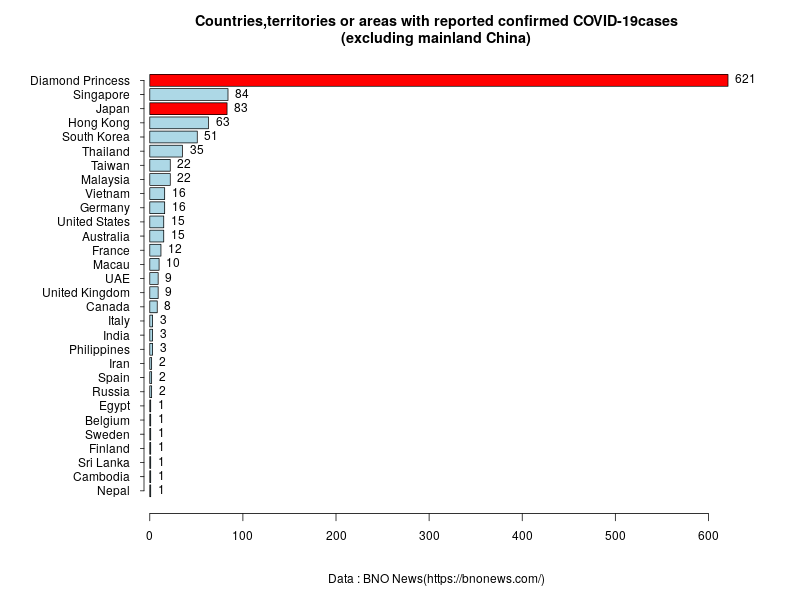 Countries,territories or areas with reported confirmed COVID-19cases
(excluding mainland China)
Diamond Princess 621
Singapore 84
Japan 83
Hong Kong 63
South Korea 51
Thailand 35
Taiwan 22
Malaysia 22
Vietnam 16
Germany 16
United States 15
Australia 15
France 12
Macau 10
UAE 9
United Kingdom 9
Canada 8
Italy 3
India 3
Philippines 3
Iran 2
Spain 2
Russia 2
Egypt 1
Belgium 1
Sweden 1
Finland 1
Sri Lanka 1
Cambodia 1
Nepal 1
0 100 200 300 400 500 600
Data : BNO News(https://bnonews.com/)